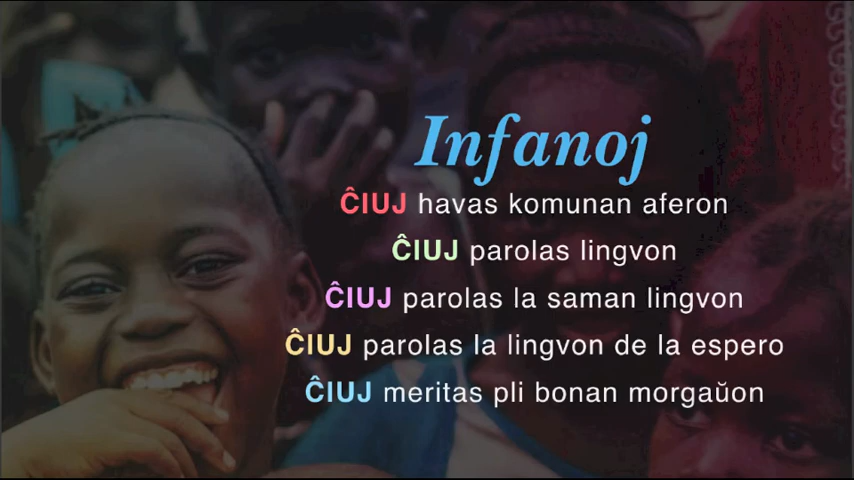 Infanoj
ĈIUJ havas komunan aferon
ĈIUJ parolas lingvon
ĈIUJ parolas la saman lingvon
ĈIUJ parolas la lingvon de la espero
ĈIUJ meritas pli bonan morgaŭon